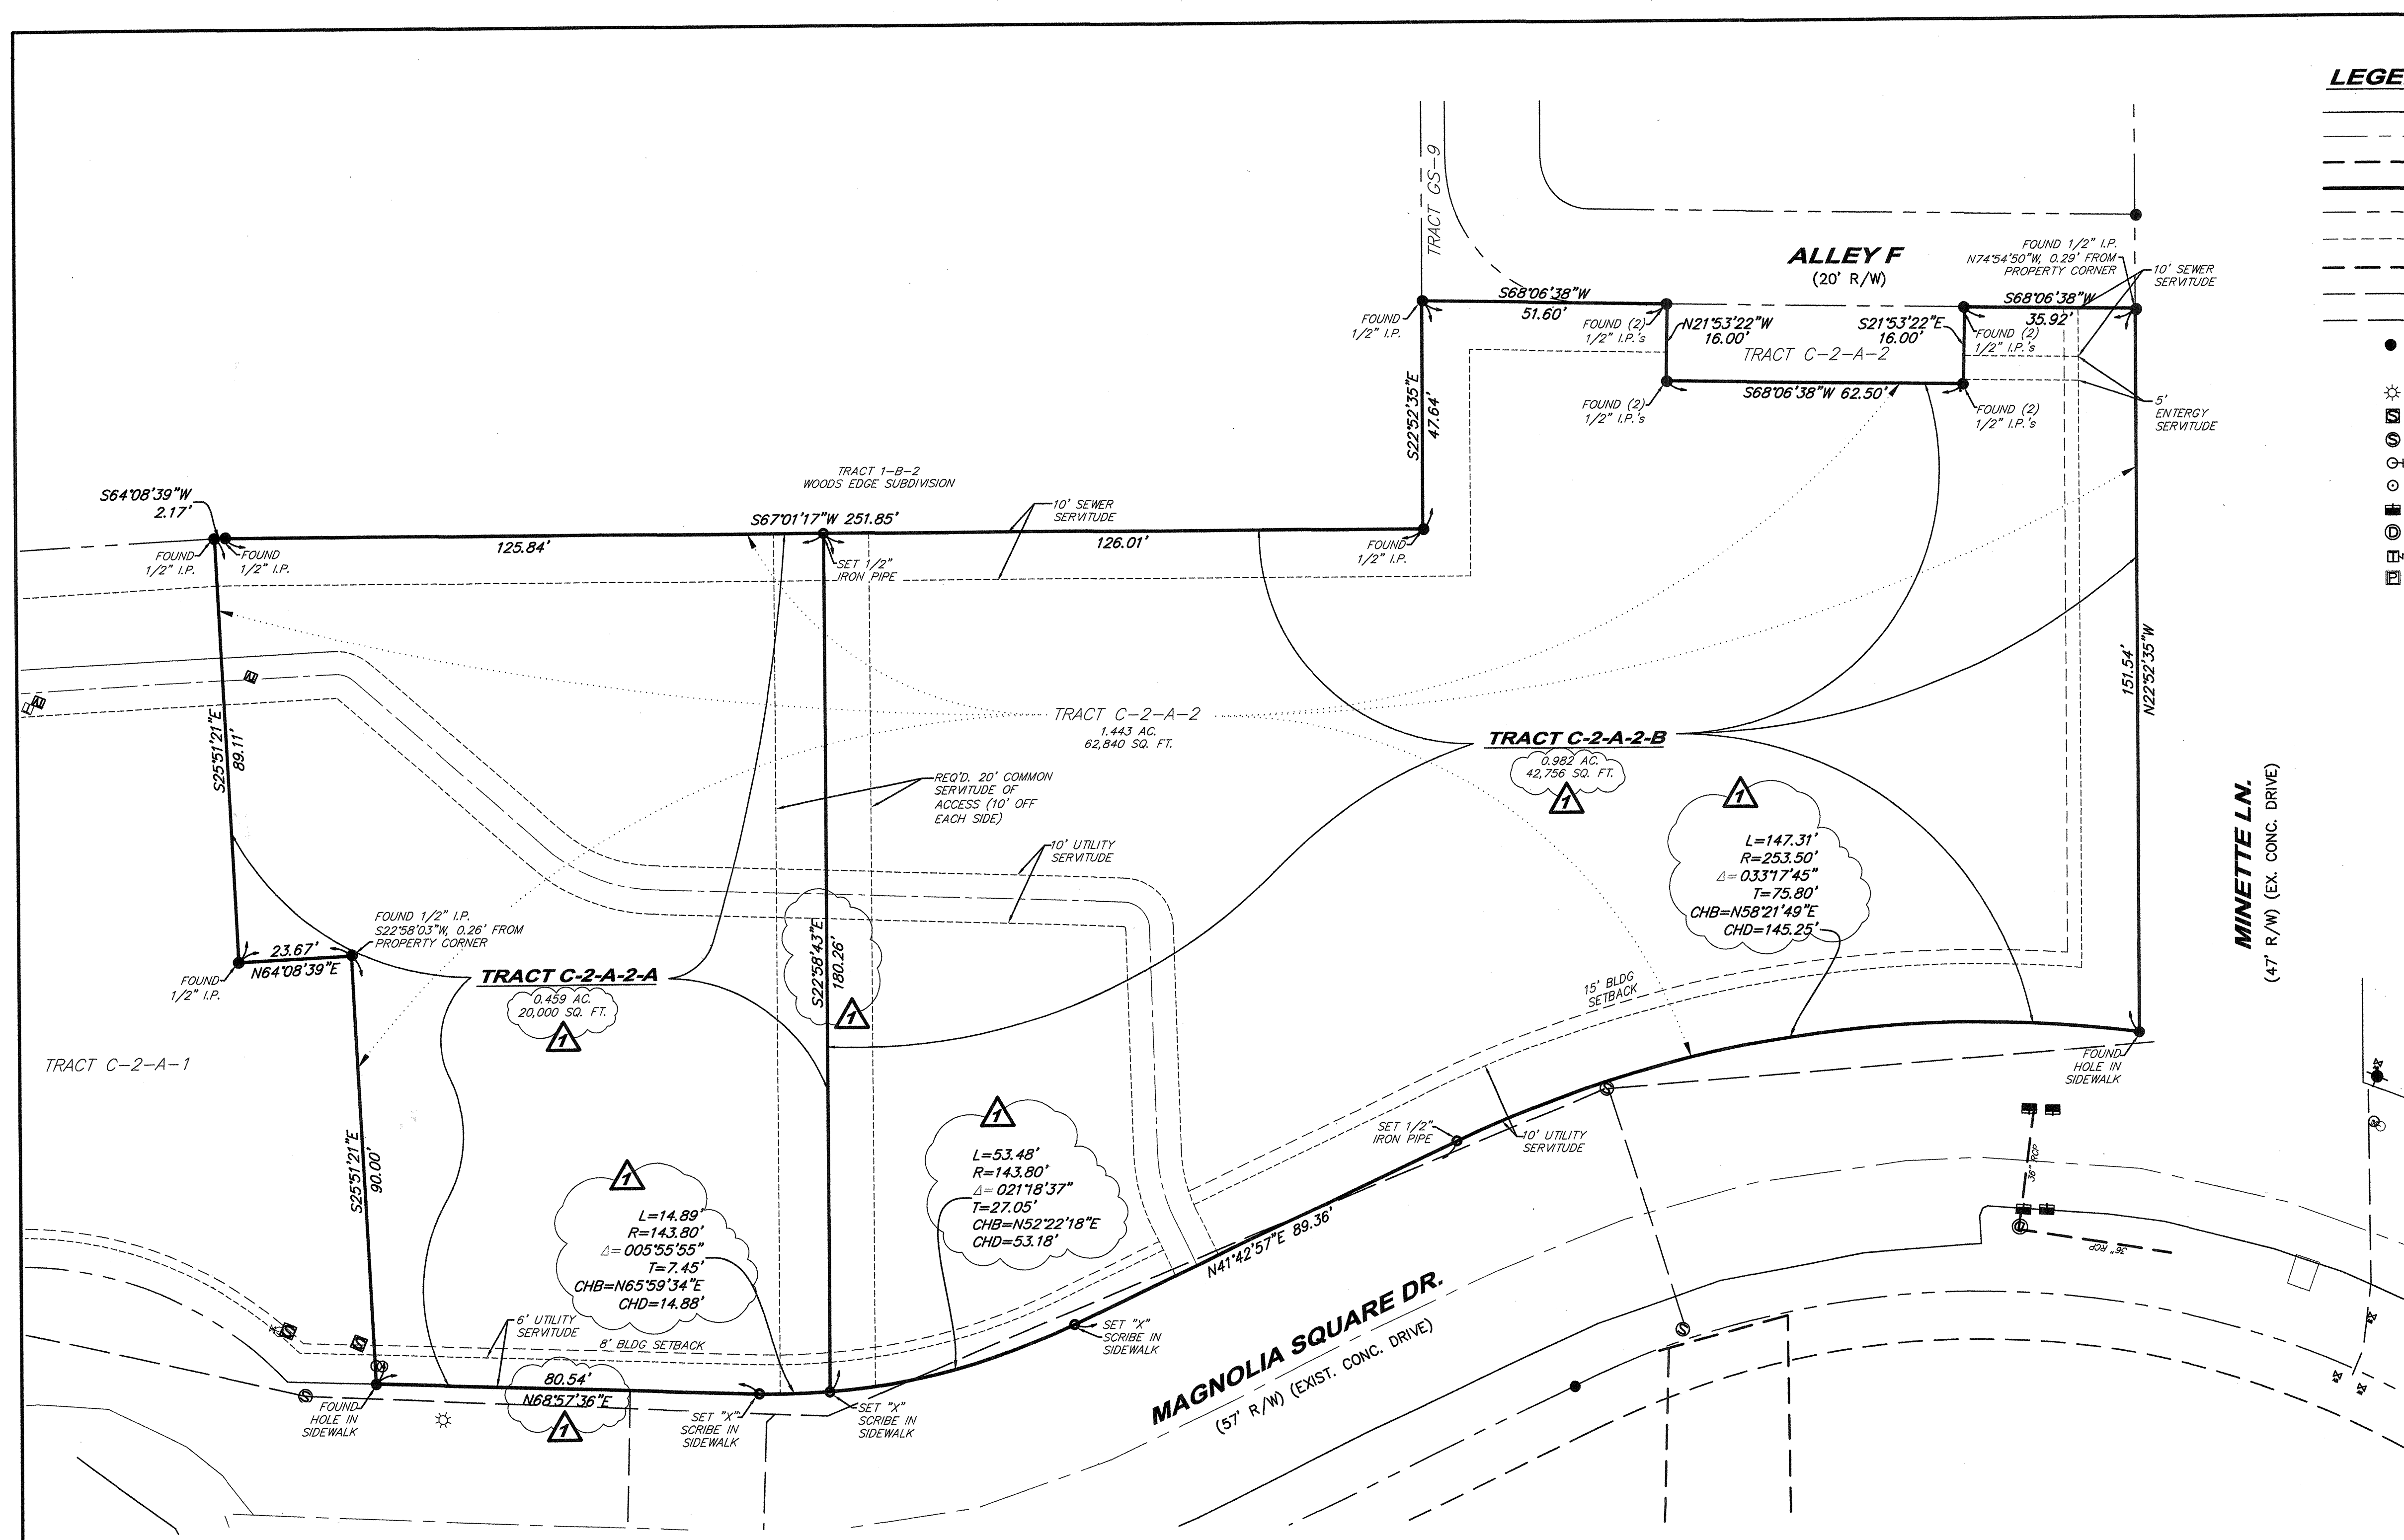 LEGE
TRACT GS-9
ALLEY F
(20' R/W)
FOUND 1/2" I.P.
N74°54'50"W, 0.29' FROM
PROPERTY CORNER
10' SEWER
SERVITUDE
S68°06'38"W
51.60'
S68°06'38"W
35.92'
FOUND
1/2" I.P.
FOUND (2)
1/2" I.P.'s
N21°53'22"W
16.00'
S21°53'22"E
16.00'
FOUND (2)
1/2" I.P.'s
TRACT C-2-A-2
S68°06'38"W 62.50'
FOUND (2)
1/2" I.P.'s
FOUND (2)
1/2" I.P.'s
5'
ENTERGY
SERVITUDE
S22°52'35"E
47.64'
TRACT 1-B-2
WOODS EDGE SUBDIVISION
S64°08'39"W
2.17'
S67°01'17"W 251.85'
10' SEWER
SERVITUDE
125.84'
126.01'
FOUND
1/2" I.P.
FOUND
1/2" I.P.
SET 1/2"
IRON PIPE
FOUND
1/2" I.P.
S25°51'21"E
89.11'
151.54'
N22°52'35"W
TRACT C-2-A-2
1.443 AC.
62,840 SQ. FT.
TRACT C-2-A-2-B
0.982 AC.
42,756 SQ. FT.
1
REQ'D. 20' COMMON
SERVITUDE OF
ACCESS (10' OFF
EACH SIDE)
1
L=147.31'
R=253.50'
Δ= 033°17'45"
T=75.80'
CHB=N58°21'49"E
CHD=145.25'
MINETTE LN.
(47' R/W) (EX. CONC. DRIVE)
10' UTILITY
SERVITUDE
FOUND 1/2" I.P.
S22°58'03"W, 0.26' FROM
PROPERTY CORNER
23.67'
N64°08'39"E
FOUND
1/2" I.P.
TRACT C-2-A-2-A
0.459 AC.
20,000 SQ. FT.
1
S22°58'43"E
180.26'
1
15' BLDG
SETBACK
TRACT C-2-A-1
FOUND
HOLE IN
SIDEWALK
S25°51'21"E
90.00'
1
L=53.48'
R=143.80'
Δ= 021°18'37"
T=27.05'
CHB=N52°22'18"E
CHD=53.18'
SET 1/2"
IRON PIPE
10' UTILITY
SERVITUDE
36" RCP
36" RCP
1
L=14.89'
R=143.80'
Δ= 005°55'55"
T=7.45'
CHB=N65°59'34"E
CHD=14.88'
N41°42'57"E 89.36'
6' UTILITY
SERVITUDE
8' BLDG SETBACK
SET "X"
SCRIBE IN
SIDEWALK
MAGNOLIA SQUARE DR.
(57' R/W) (EXIST. CONC. DRIVE)
80.54'
N68°57'36"E
1
FOUND
HOLE IN
SIDEWALK
SET "X"
SCRIBE IN
SIDEWALK
SET "X"
SCRIBE IN
SIDEWALK